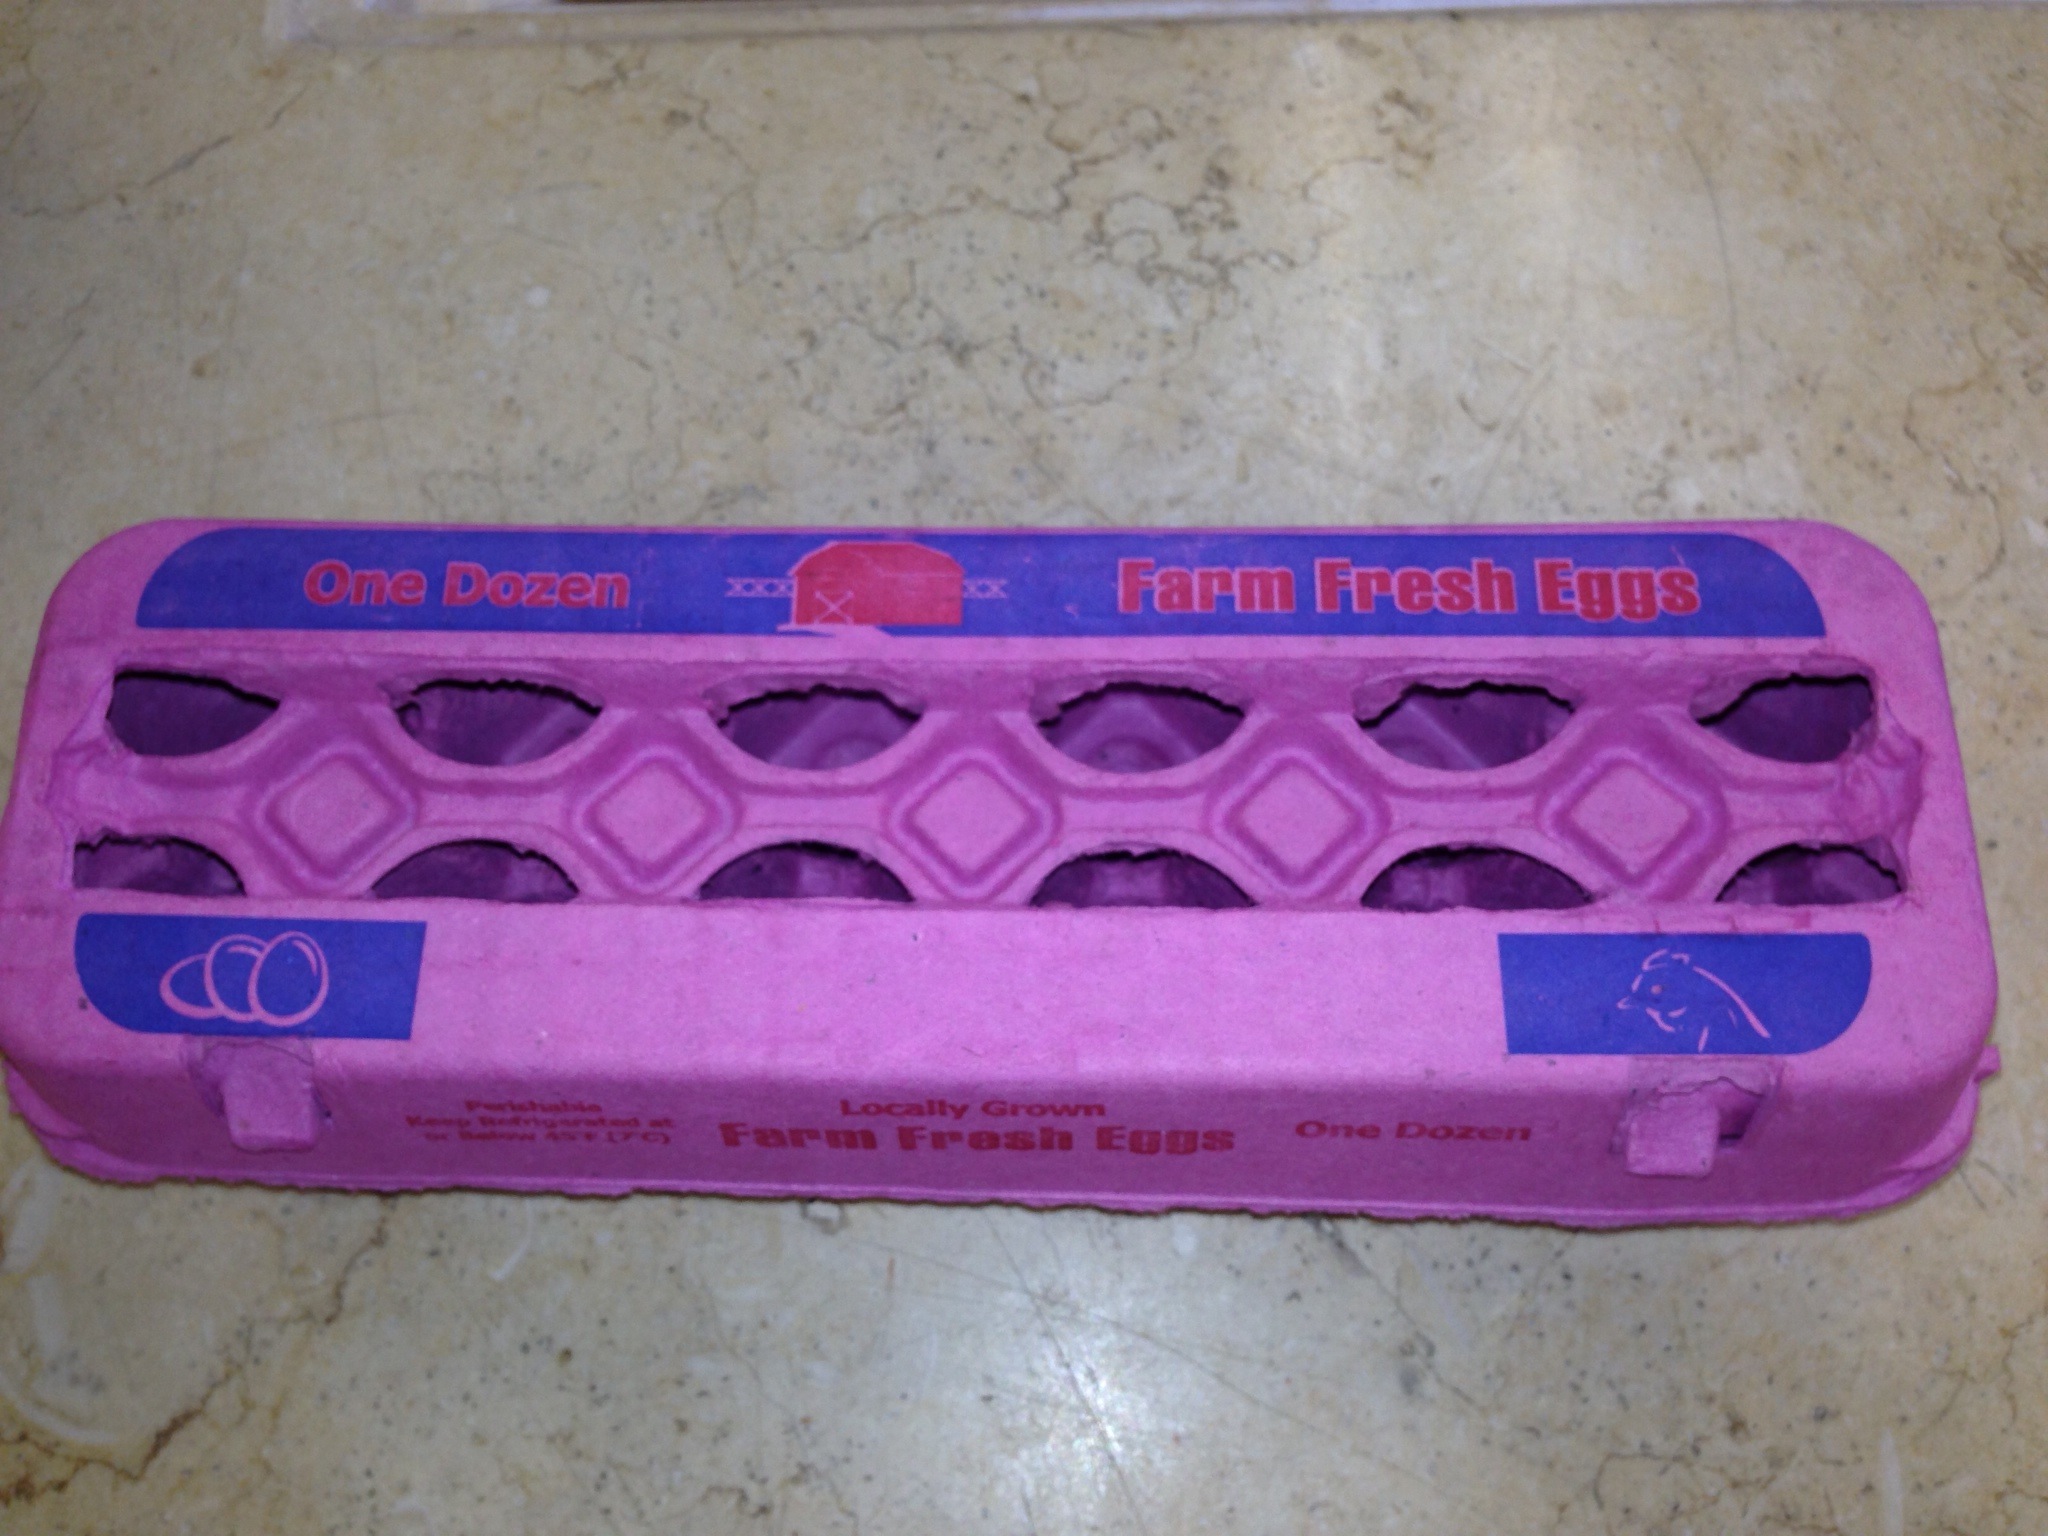 One Dozen
Farm Fresh Eggs
Perishable
Keep Refrigerated at
or Below 45°F (7°C)
Locally Grown
Farm Fresh Eggs
One Dozen